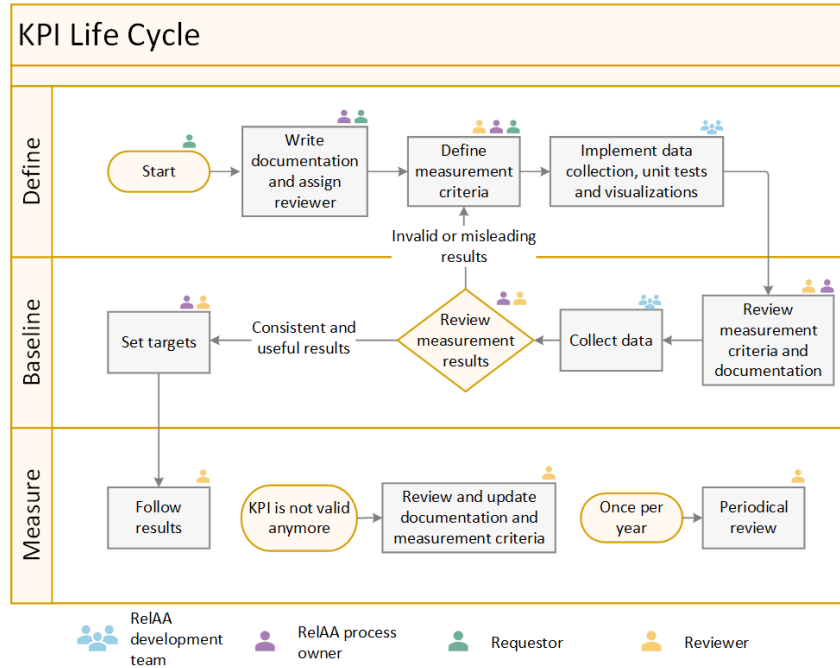 KPI Life Cycle
Define
Start
Write
documentation
and assign
reviewer
Define
measurement
criteria
Implement data
collection, unit tests
and visualizations
Invalid or misleading
results
Baseline
Set targets
Consistent and
useful results
Review
measurement
results
Collect data
Review
measurement
criteria and
documentation
Measure
Follow
results
KPI is not valid
anymore
Review and update
documentation and
measurement criteria
Once per
year
Periodical
review
RelAA
development
team
RelAA process
owner
Requestor
Reviewer